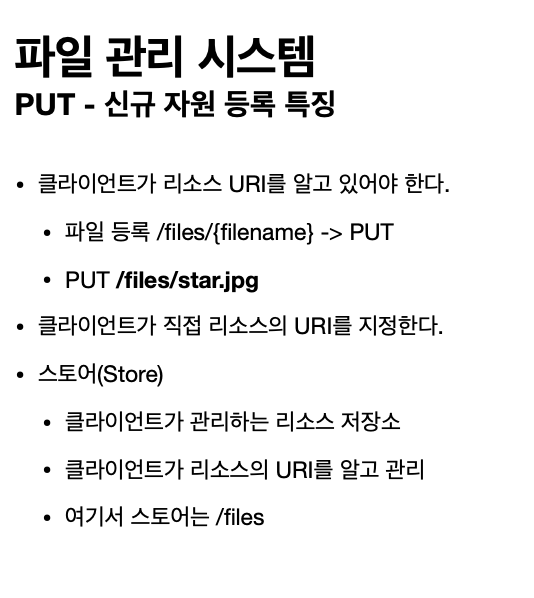 파일 관리 시스템
PUT - 신규 자원 등록 특징
• 클라이언트가 리소스 URI를 알고 있어야 한다.
• 파일 등록 /files/{filename} -> PUT
• PUT /files/star.jpg
• 클라이언트가 직접 리소스의 URI를 지정한다.
• 스토어(Store)
• 클라이언트가 관리하는 리소스 저장소
• 클라이언트가 리소스의 URI를 알고 관리
• 여기서 스토어는 /files